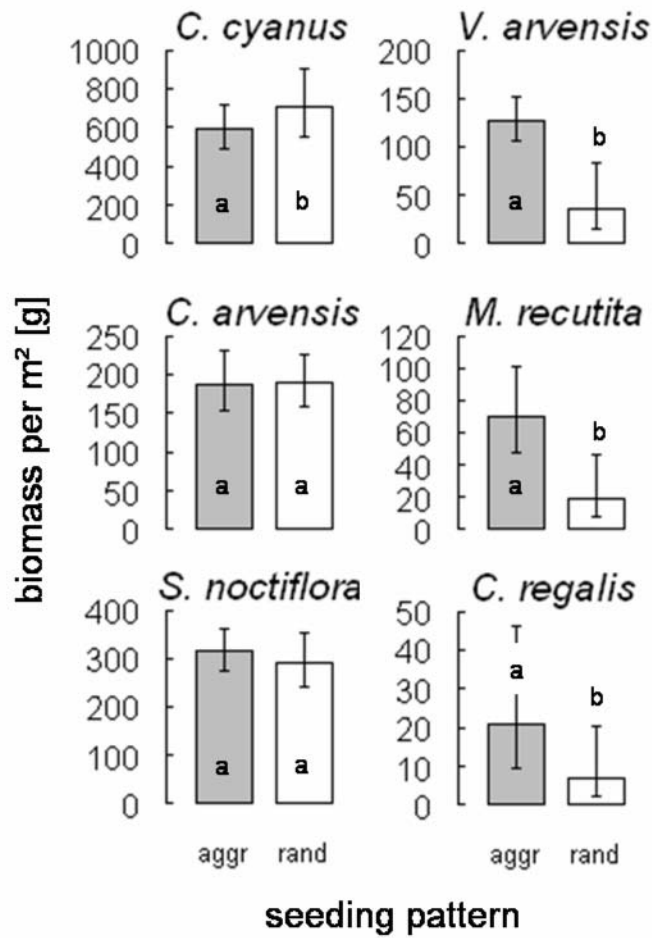 C. cyanus
1000
800
600
400
200
0
a
b
V. arvensis
200
150
100
50
0
a
b
C. arvensis
250
200
150
100
50
0
a
a
M. recutita
120
100
80
60
40
20
0
a
b
S. noctiflora
400
300
200
100
0
a
a
aggr
rand
C. regalis
50
40
30
20
10
0
a
b
aggr
rand
biomass per m² [g]
seeding pattern